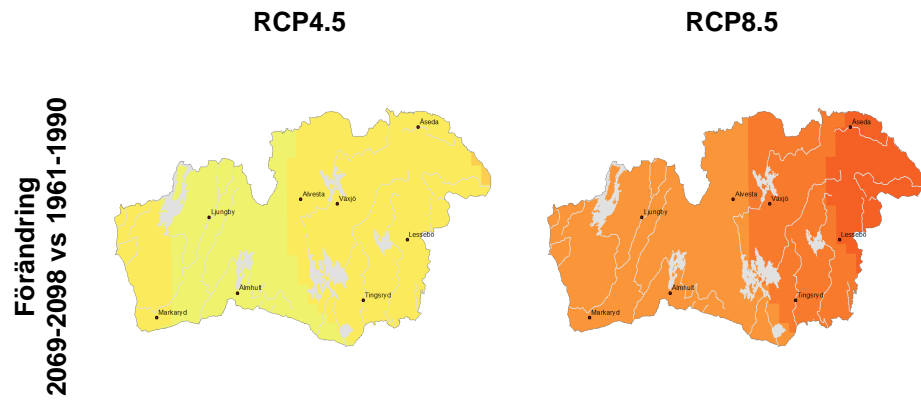 RCP4.5
RCP8.5
Förändring
2069-2098 vs 1961-1990
Åseda
Alvesta
Växjö
Ljungby
Lessebo
Älmhult
Tingsryd
Markaryd
Åseda
Alvesta
Växjö
Ljungby
Lessebo
Älmhult
Tingsryd
Markaryd